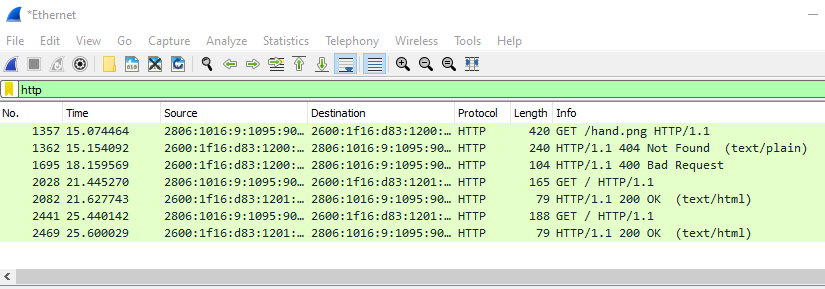 *Ethernet
File Edit View Go Capture Analyze Statistics Telephony Wireless Tools Help
http
No. Time Source Destination Protocol Length Info
1357 15.074464 2806:1016:9:1095:90… 2600:1f16:d83:1200:… HTTP 420 GET /hand.png HTTP/1.1
1362 15.154092 2600:1f16:d83:1200:… 2806:1016:9:1095:90… HTTP 240 HTTP/1.1 404 Not Found (text/plain)
1695 18.159569 2600:1f16:d83:1200:… 2806:1016:9:1095:90… HTTP 104 HTTP/1.1 400 Bad Request
2028 21.445270 2806:1016:9:1095:90… 2600:1f16:d83:1201:… HTTP 165 GET / HTTP/1.1
2082 21.627743 2600:1f16:d83:1201:… 2806:1016:9:1095:90… HTTP 79 HTTP/1.1 200 OK (text/html)
2441 25.440142 2806:1016:9:1095:90… 2600:1f16:d83:1201:… HTTP 188 GET / HTTP/1.1
2469 25.600029 2600:1f16:d83:1201:… 2806:1016:9:1095:90… HTTP 79 HTTP/1.1 200 OK (text/html)